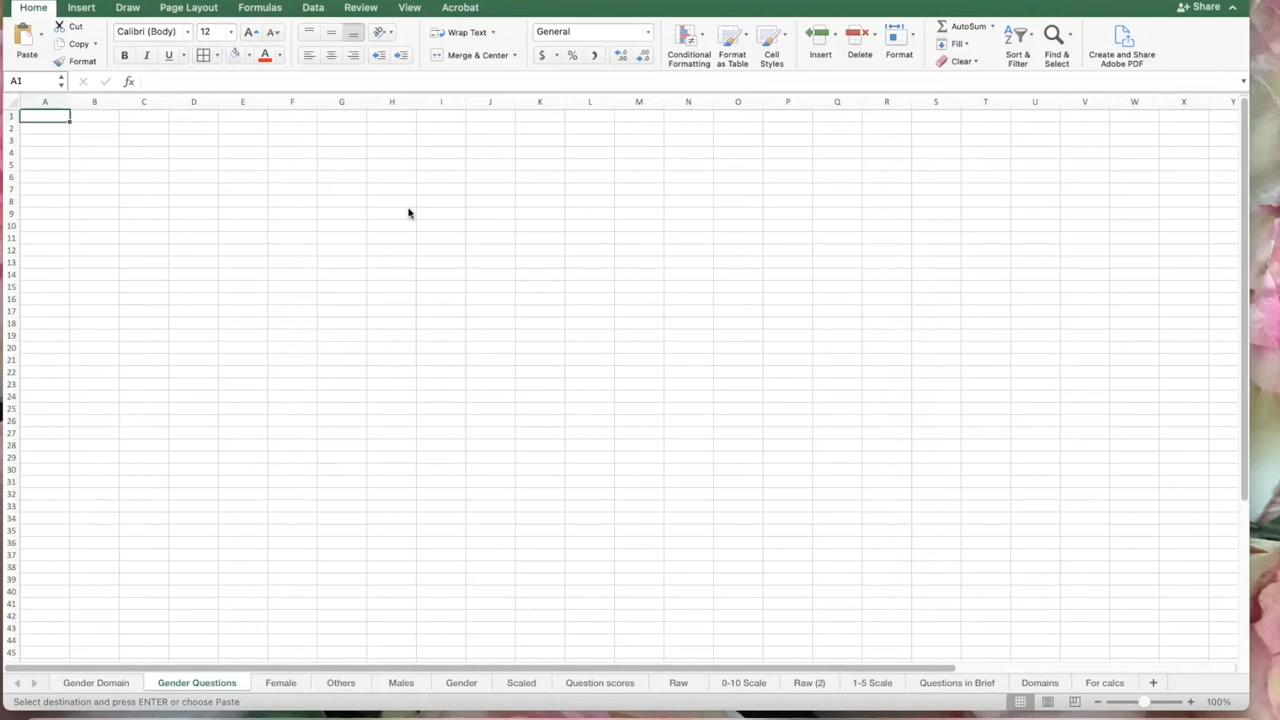 Home Insert Draw Page Layout Formulas Data Review View Acrobat Share
Paste Cut Copy Format
Calibri (Body) 12 A A
B I U A
Wrap Text
Merge & Center
General
$ % )
Conditional Formatting
Format as Table
Cell Styles
Insert Delete Format
AutoSum
Fill
Clear
Sort & Filter
Find & Select
Create and Share Adobe PDF
A1 fx
A B C D E F G H I J K L M N O P Q R S T U V W X Y
1
2
3
4
5
6
7
8
9
10
11
12
13
14
15
16
17
18
19
20
21
22
23
24
25
26
27
28
29
30
31
32
33
34
35
36
37
38
39
40
41
42
43
44
45
Gender Domain Gender Questions Female Others Males Gender Scaled Question scores Raw 0-10 Scale Raw (2) 1-5 Scale Questions in Brief Domains For calcs +
Select destination and press ENTER or choose Paste 100%